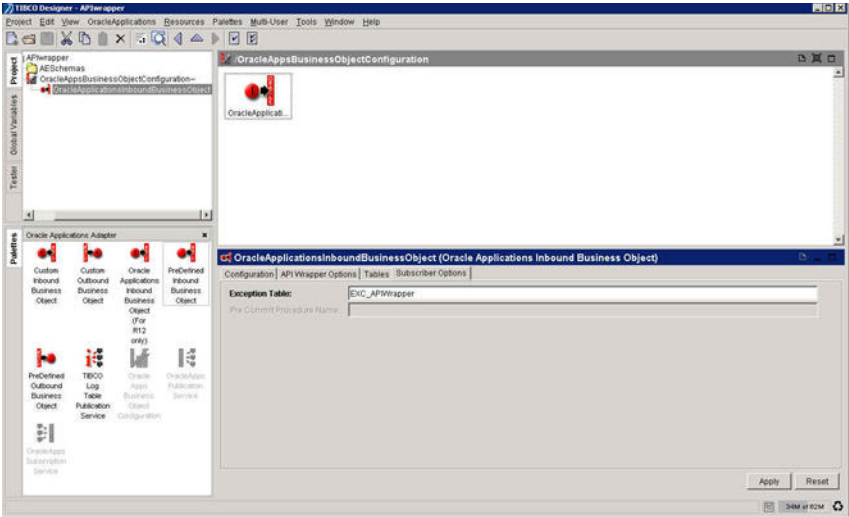 TIBCO Designer - APIwrapper
Project Edit View OracleApplications Resources Palettes Multi-User Tools Window Help
Project
Global Variables
Tester
APIwrapper
AESchemas
OracleAppsBusinessObjectConfiguration~
OracleApplicationsInboundBusinessObject
/OracleAppsBusinessObjectConfiguration
OracleApplicati...
Palettes
Oracle Applications Adapter
Custom Inbound Business Object
Custom Outbound Business Object
Oracle Applications Inbound Business Object (For R12 only)
PreDefined Inbound Business Object
PreDefined Outbound Business Object
TIBCO Log Table Publication Service
Oracle Apps Business Object Configuration
OracleApps Publication Service
OracleApps Subscription Service
OracleApplicationsInboundBusinessObject (Oracle Applications Inbound Business Object)
Configuration API Wrapper Options Tables Subscriber Options
Exception Table: EXC_APIWrapper
Pre Commit Procedure Name:
Apply Reset
34M of 82M